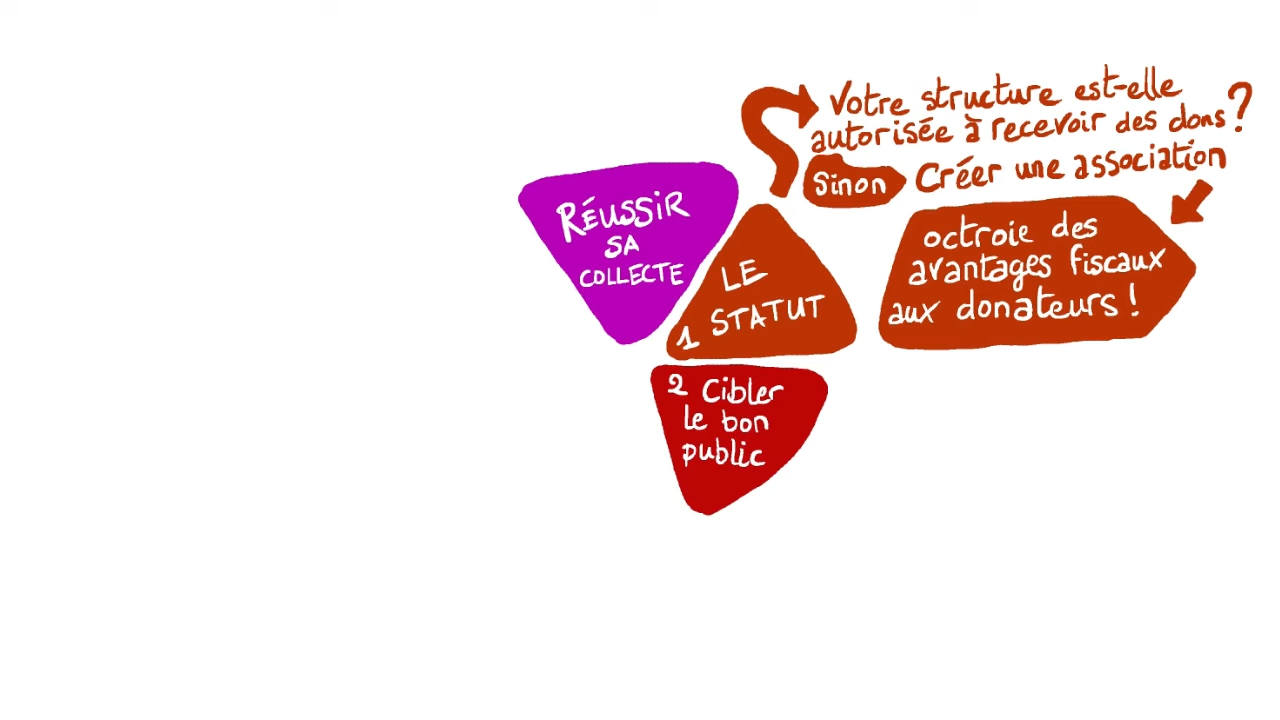 RÉUSSIR
SA
COLLECTE
1 LE
STATUT
Votre structure est-elle
autorisée à recevoir des dons ?
Sinon Créer une association
octroie des
avantages fiscaux
aux donateurs !
2 Cibler
le bon
public